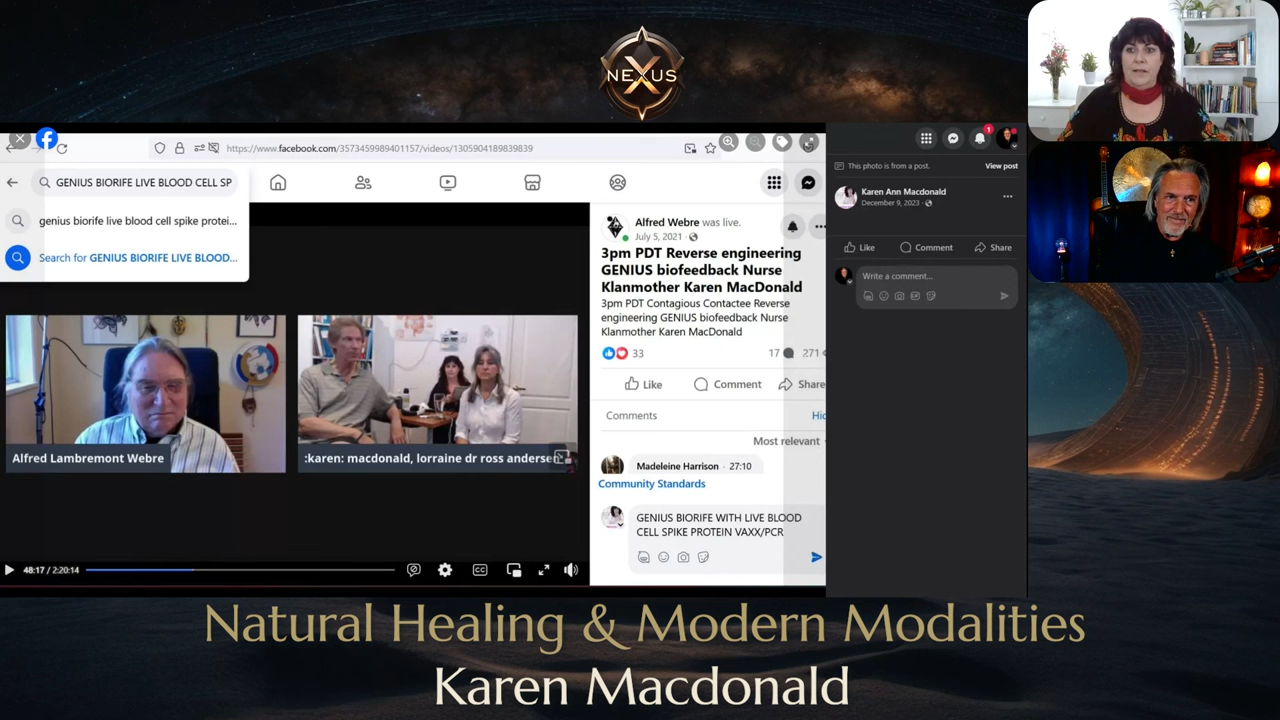 NEXUS
https://www.facebook.com/3573459989401157/videos/1305904189839839
GENIUS BIORIFE LIVE BLOOD CELL SP
genius biorife live blood cell spike protei...
Search for GENIUS BIORIFE LIVE BLOOD...
Alfred Lambremont Webre
:karen: macdonald, lorraine dr ross andersen
48:17 / 2:20:14
CC
Alfred Webre was live.
July 5, 2021
3pm PDT Reverse engineering
GENIUS biofeedback Nurse
Klanmother Karen MacDonald
3pm PDT Contagious Contactee Reverse
engineering GENIUS biofeedback Nurse
Klanmother Karen MacDonald
33
17
271
Like
Comment
Share
Comments
Most relevant
Madeleine Harrison · 27:10
Community Standards
GENIUS BIORIFE WITH LIVE BLOOD
CELL SPIKE PROTEIN VAXX/PCR
1
This photo is from a post.
View post
Karen Ann Macdonald
December 9, 2023
Like
Comment
Share
Write a comment...
Natural Healing & Modern Modalities
Karen Macdonald